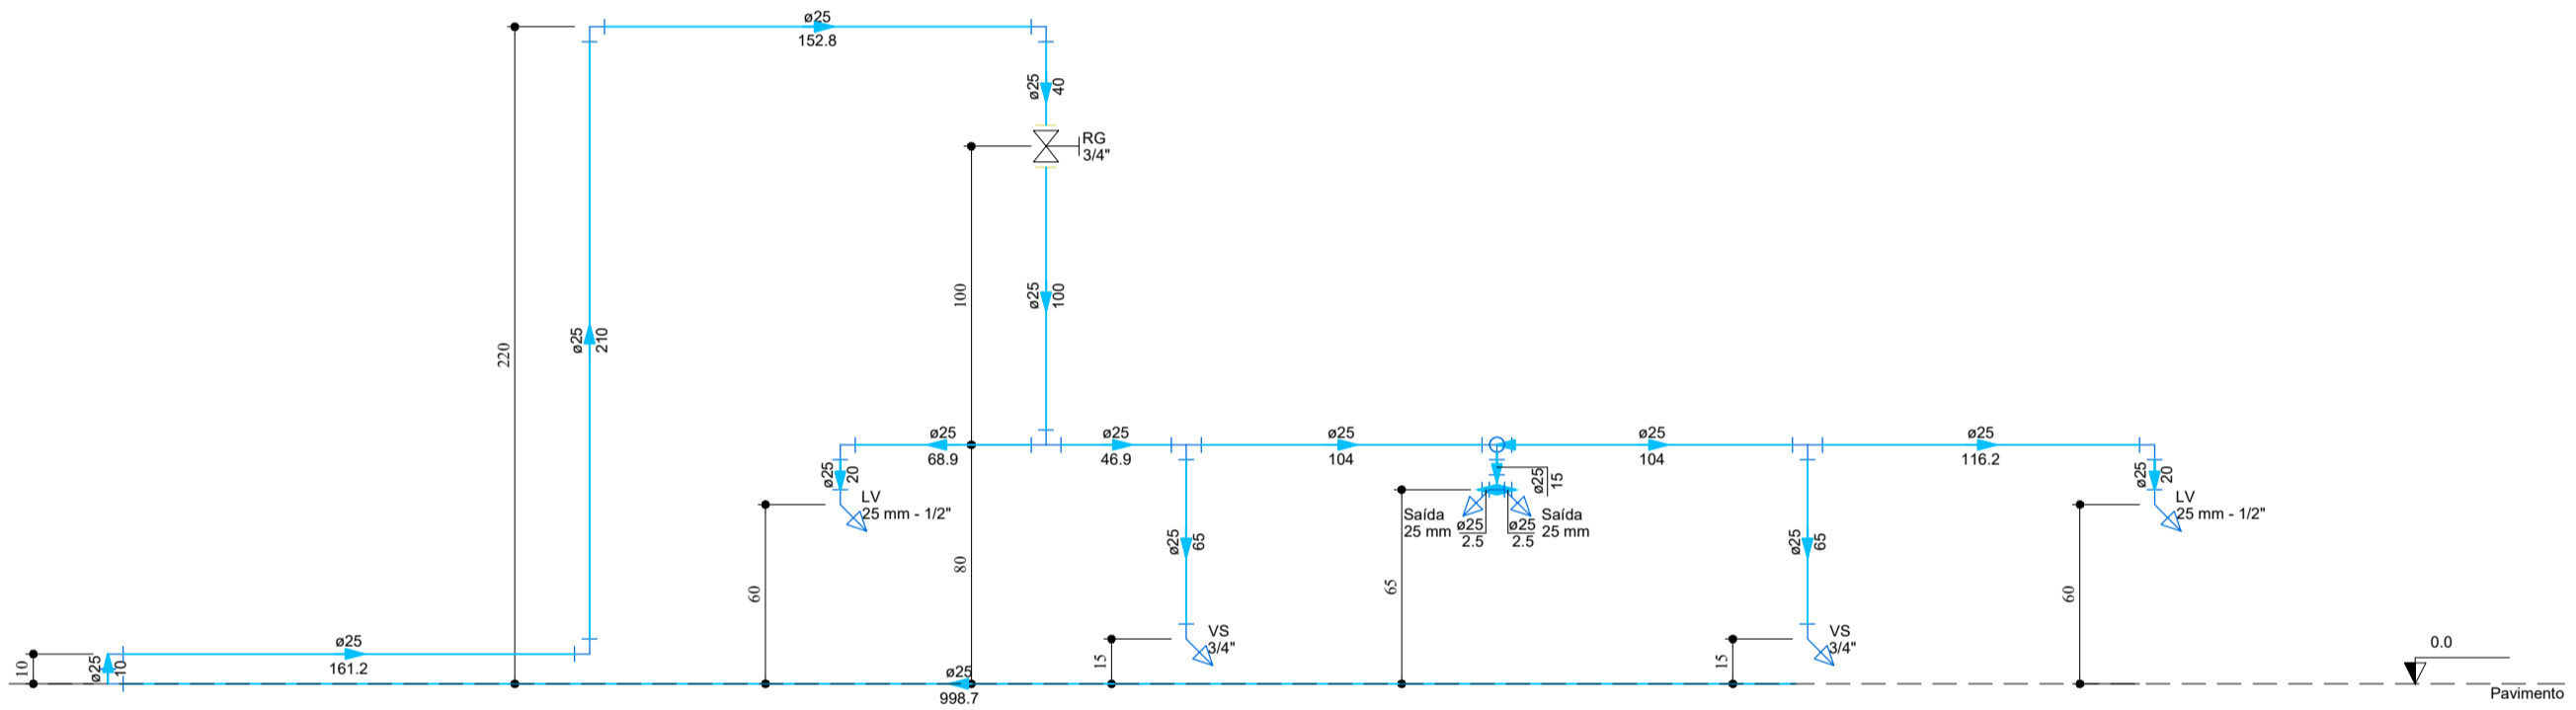 ø25
152.8
ø25
40
RG
3/4"
220
ø25
210
100
ø25
100
ø25
68.9
ø25
46.9
ø25
104
ø25
104
ø25
116.2
ø25
20
LV
25 mm - 1/2"
ø25
15
Saída
25 mm
ø25
2.5
ø25
2.5
Saída
25 mm
ø25
20
LV
25 mm - 1/2"
60
80
ø25
65
65
ø25
65
60
10
ø25
10
ø25
161.2
15
VS
3/4"
15
VS
3/4"
ø25
998.7
0.0
Pavimento